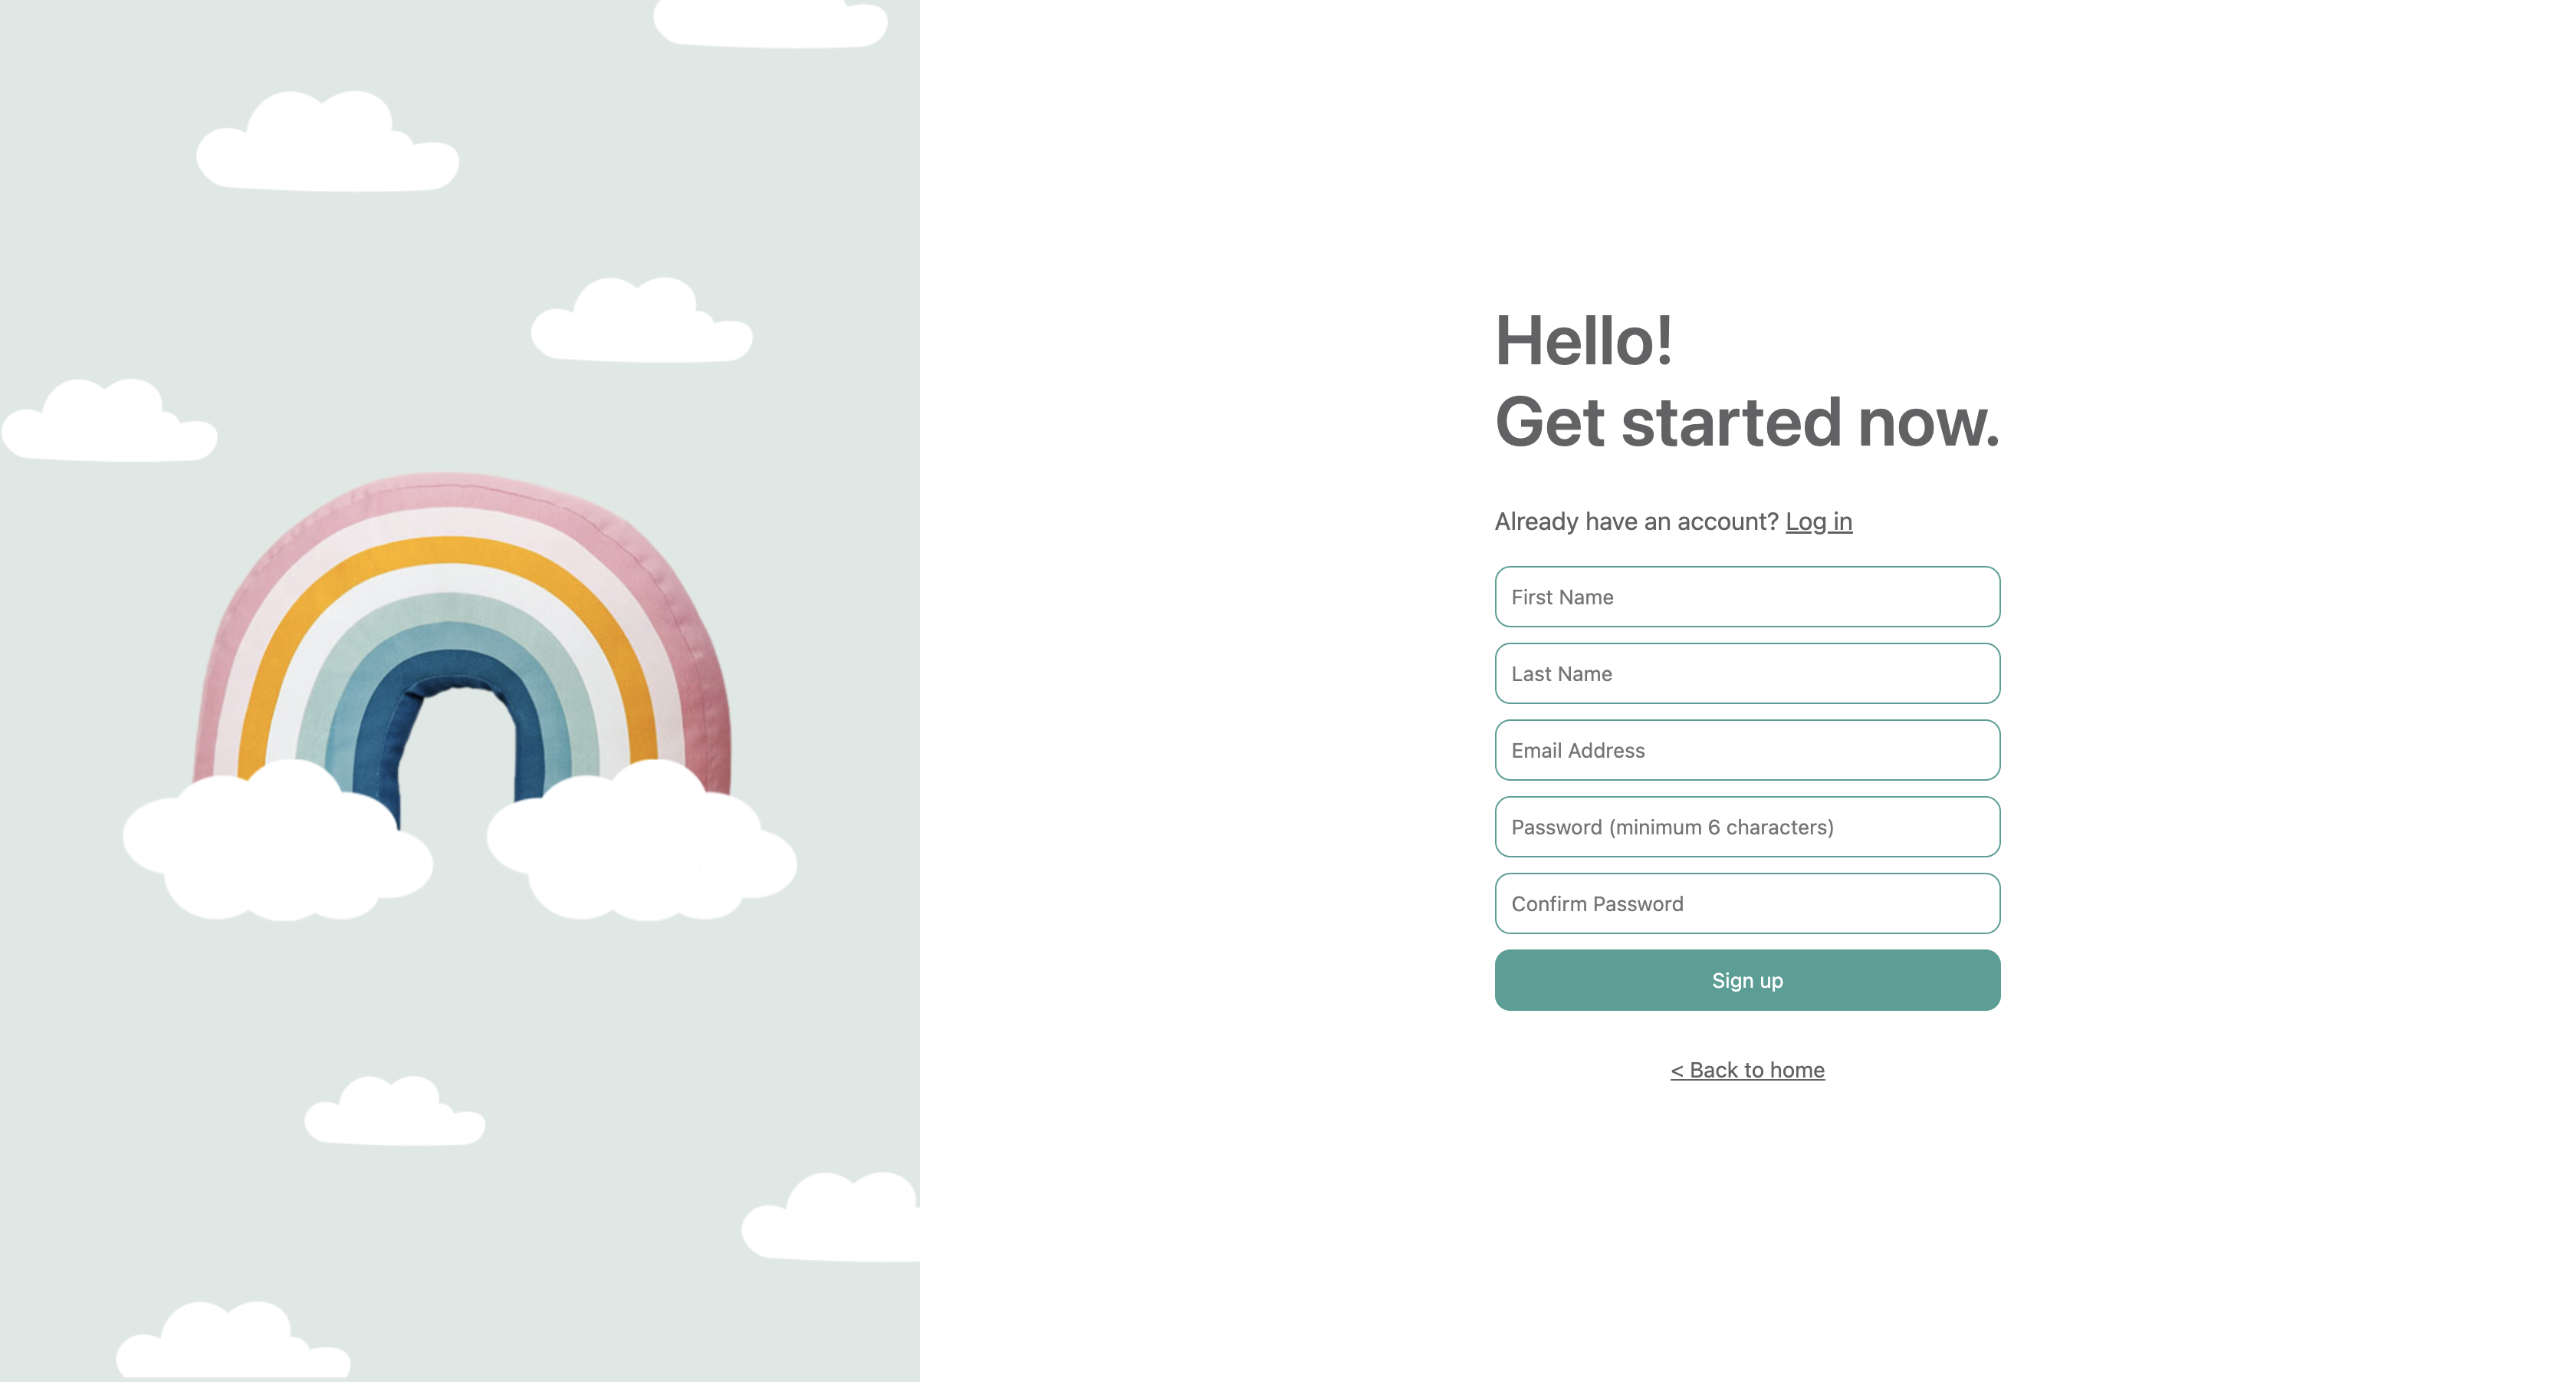 Hello!
Get started now.
Already have an account? Log in
First Name
Last Name
Email Address
Password (minimum 6 characters)
Confirm Password
Sign up
< Back to home